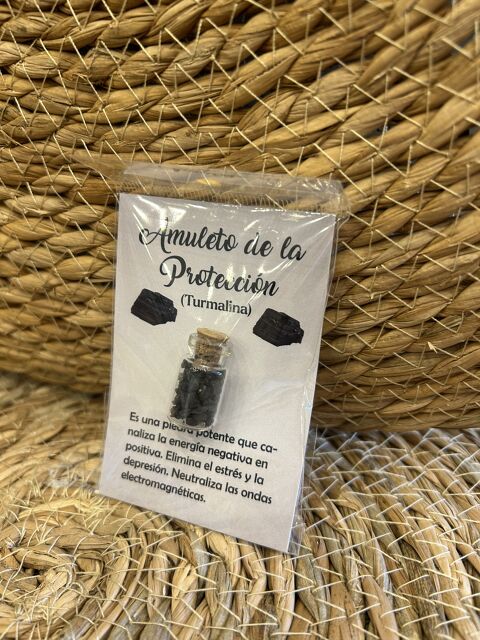 Amuleto de la
Protección
(Turmalina)
Es una piedra potente que ca-
naliza la energía negativa en
positiva. Elimina el estrés y la
depresión. Neutraliza las ondas
electromagnéticas.